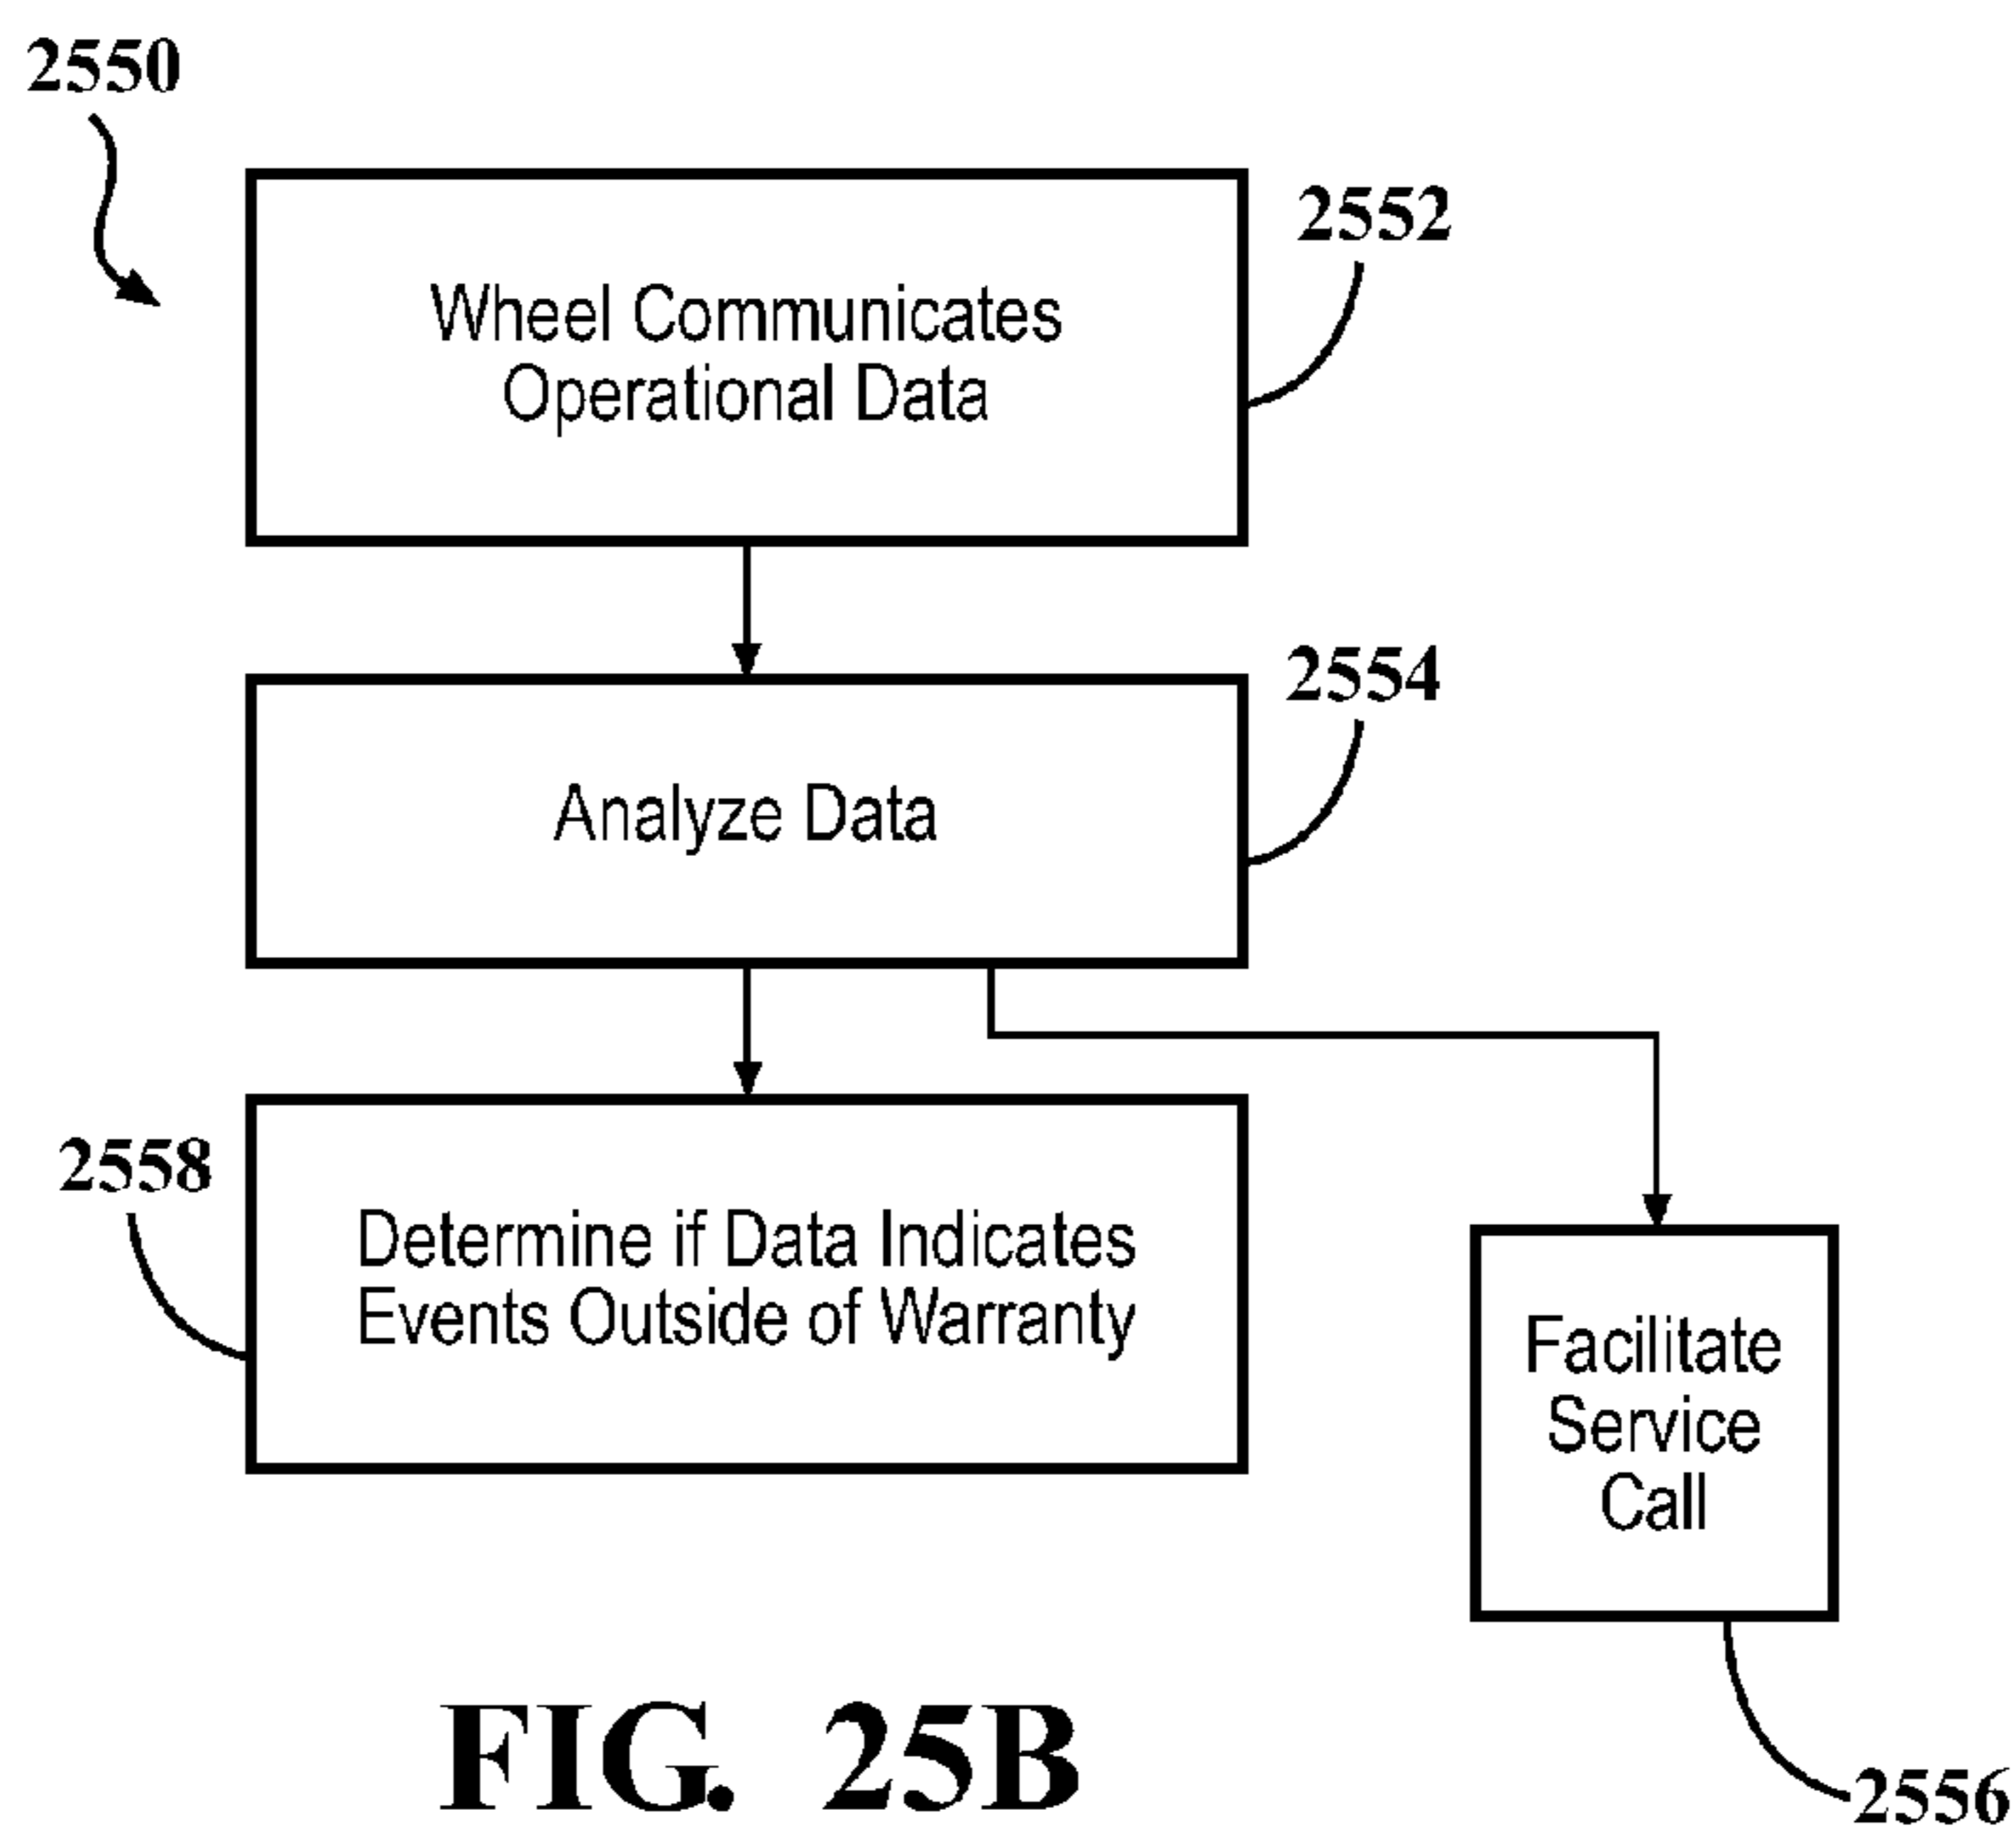 2550
2552
Wheel Communicates
Operational Data
2554
Analyze Data
2558
Determine if Data Indicates
Events Outside of Warranty
Facilitate
Service
Call
2556
FIG. 25B